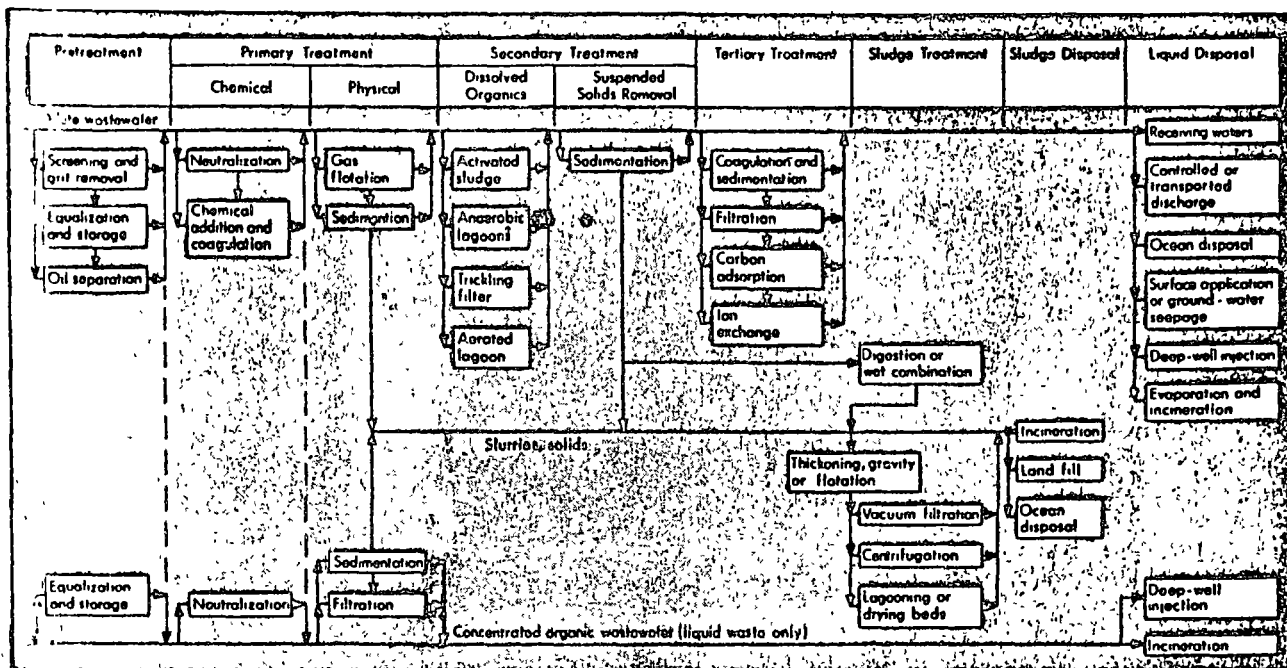 Pretreatment
Primary Treatment
Secondary Treatment
Tertiary Treatment
Sludge Treatment
Sludge Disposal
Liquid Disposal
Chemical
Physical
Dissolved
Organics
Suspended
Solids Removal
wastewater
Screening and
grit removal
Equalization
and storage
Oil separation
Neutralization
Chemical
addition and
coagulation
Gas
flotation
Sedimantion
Activated
sludge
Anaerobic
lagoons
Trickling
filter
Aerated
lagoon
Sedimentation
Coagulation and
sedimentation
Filtration
Carbon
adsorption
Ion
exchange
Digestion or
wet combination
Receiving waters
Controlled or
transported
discharge
Ocean disposal
Surface application
or ground-water
seepage
Deep-well injection
Evaporation and
incineration
Slurries, solids
Thickening, gravity
or flotation
Vacuum filtration
Centrifugation
Lagooning or
drying beds
Incineration
Land fill
Ocean
disposal
Equalization
and storage
Neutralization
Sedimentation
Filtration
Concentrated organic wastewater (liquid waste only)
Deep-well
injection
Incineration